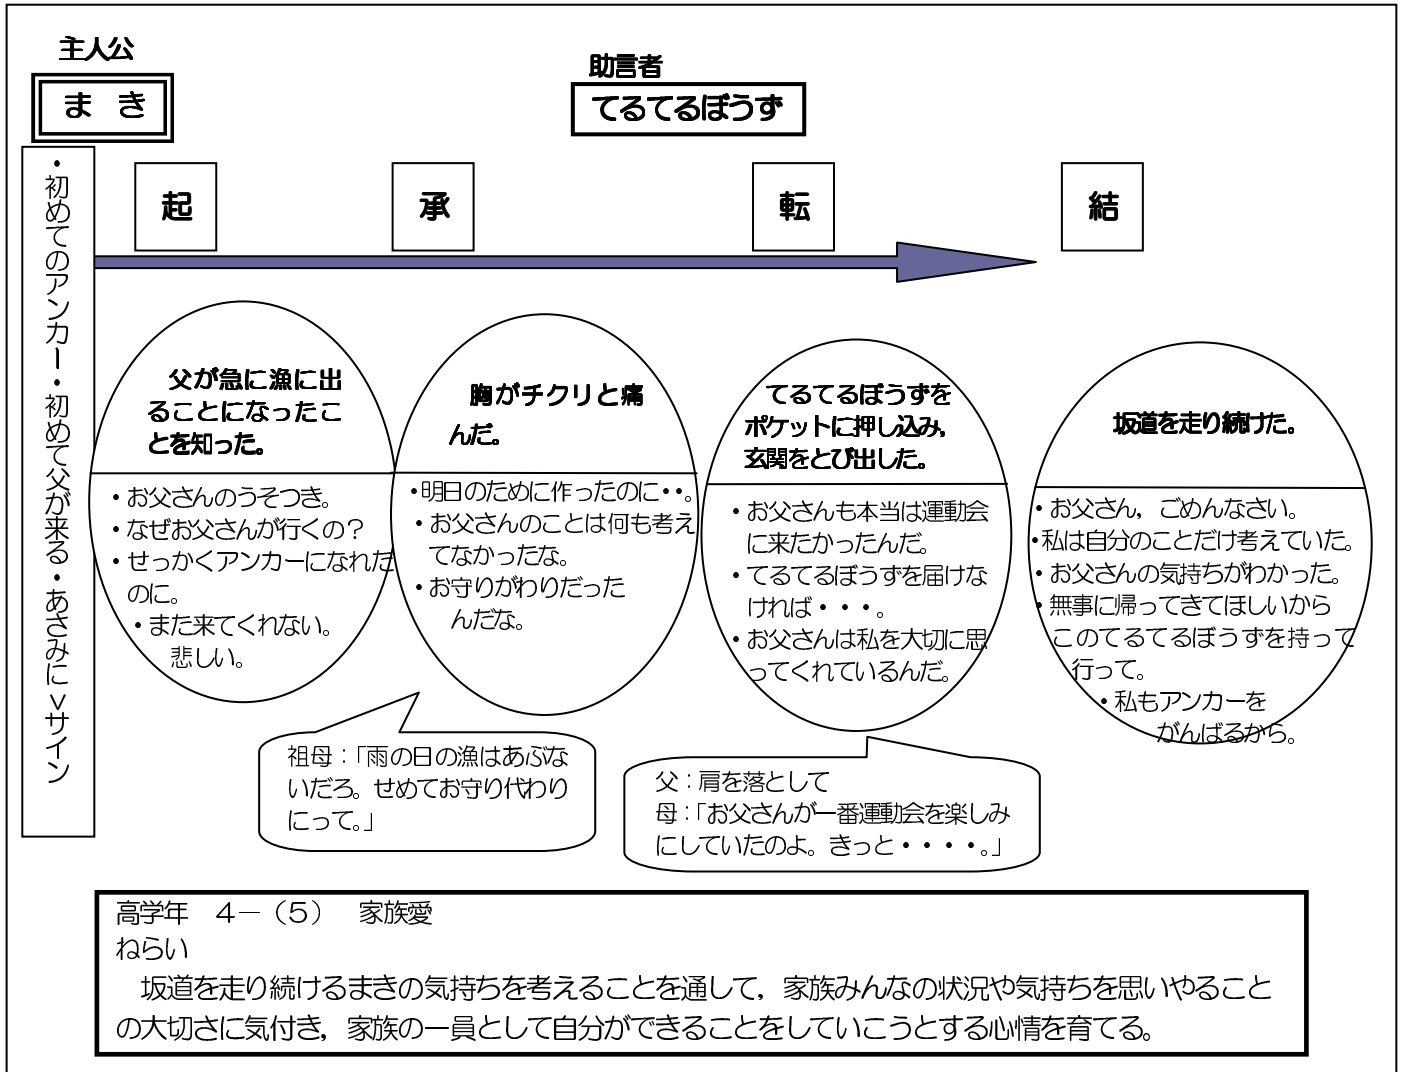 主人公
まき
助言者
てるてるぼうず
・初めてのアンカー・初めて父が来る・あさみにVサイン
起
承
転
結
父が急に漁に出
ることになったこ
とを知った。
・お父さんのうそつき。
・なぜお父さんが行くの？
・せっかくアンカーになれた
のに。
・また来てくれない。
悲しい。
胸がチクリと痛
んだ。
・明日のために作ったのに・・。
・お父さんのことは何も考え
てなかったな。
・お守りがわりだった
んだな。
てるてるぼうずを
ポケットに押し込み，
玄関をとび出した。
・お父さんも本当は運動会
に来たかったんだ。
・てるてるぼうずを届けな
ければ・・・。
・お父さんは私を大切に思
ってくれているんだ。
坂道を走り続けた。
・お父さん，ごめんなさい。
・私は自分のことだけ考えていた。
・お父さんの気持ちがわかった。
・無事に帰ってきてほしいから
このてるてるぼうずを持って
行って。
・私もアンカーを
がんばるから。
祖母：「雨の日の漁はあぶな
いだろ。せめてお守り代わり
にって。」
父：肩を落として
母：「お父さんが一番運動会を楽しみ
にしていたのよ。きっと・・・・。」
高学年　４－（５）　家族愛
ねらい
坂道を走り続けるまきの気持ちを考えることを通して，家族みんなの状況や気持ちを思いやること
の大切さに気付き，家族の一員として自分ができることをしていこうとする心情を育てる。